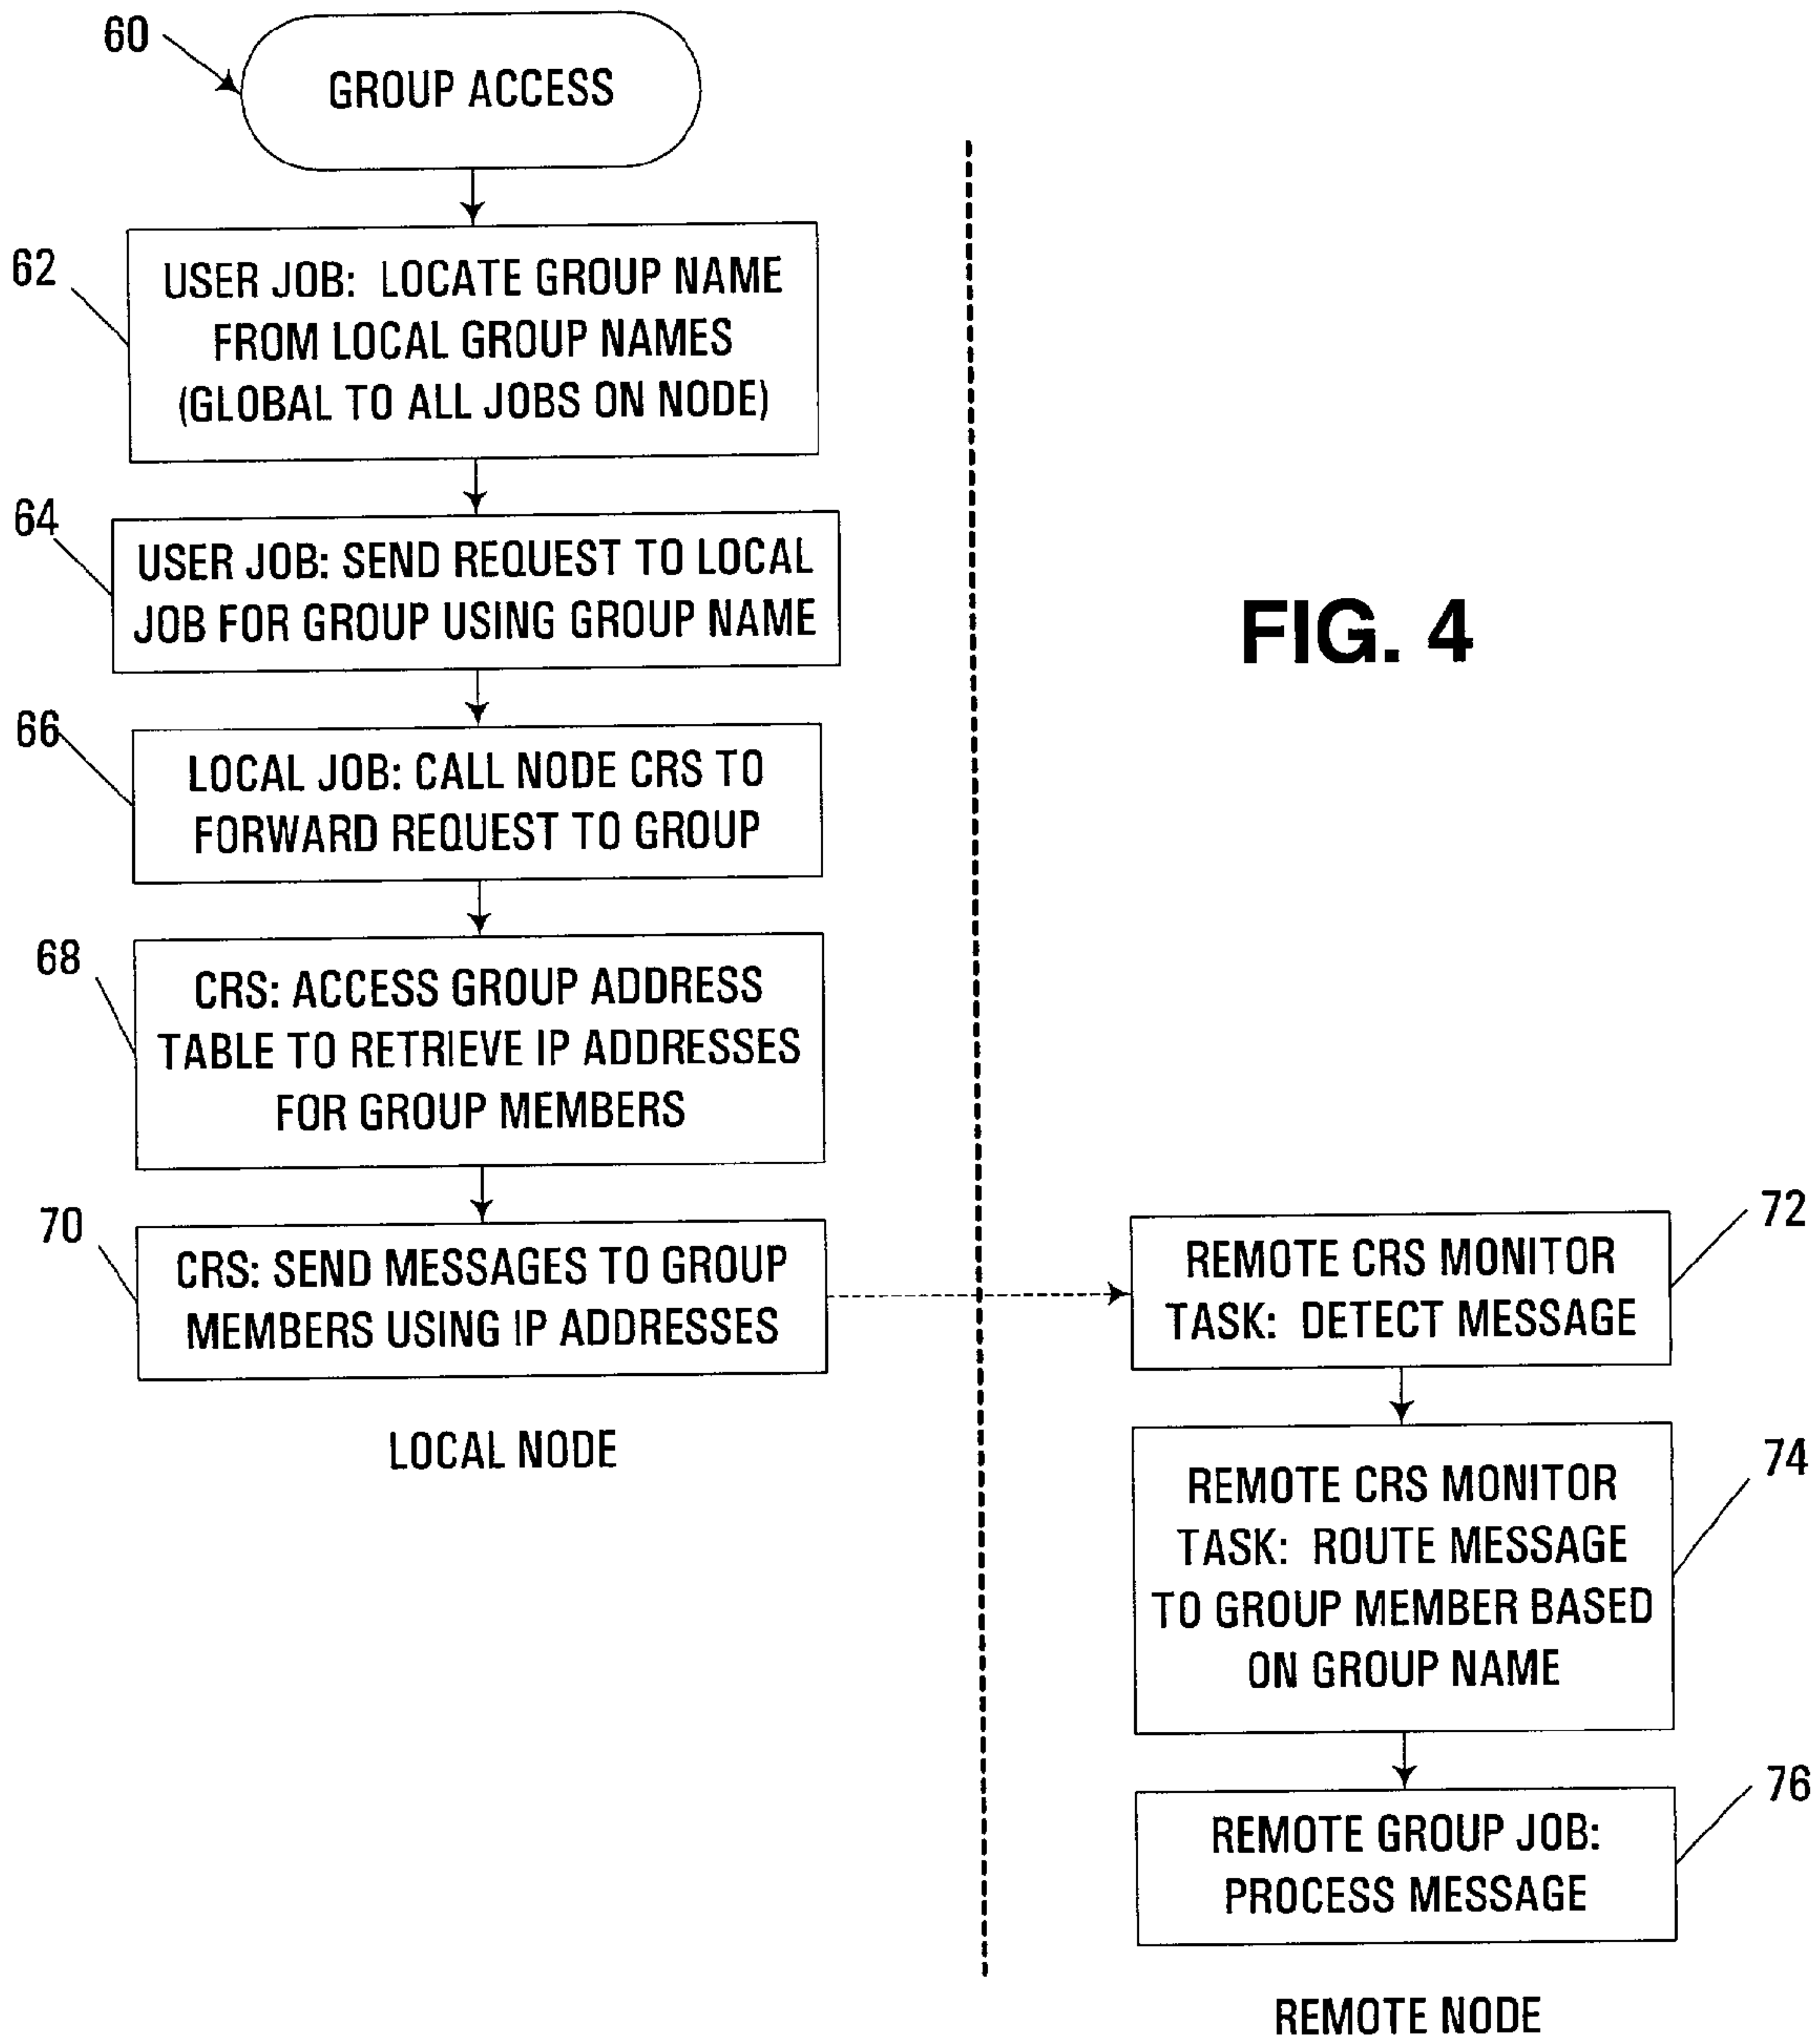 60
GROUP ACCESS
62
USER JOB: LOCATE GROUP NAME
FROM LOCAL GROUP NAMES
(GLOBAL TO ALL JOBS ON NODE)
64
USER JOB: SEND REQUEST TO LOCAL
JOB FOR GROUP USING GROUP NAME
FIG. 4
66
LOCAL JOB: CALL NODE CRS TO
FORWARD REQUEST TO GROUP
68
CRS: ACCESS GROUP ADDRESS
TABLE TO RETRIEVE IP ADDRESSES
FOR GROUP MEMBERS
70
CRS: SEND MESSAGES TO GROUP
MEMBERS USING IP ADDRESSES
LOCAL NODE
72
REMOTE CRS MONITOR
TASK: DETECT MESSAGE
74
REMOTE CRS MONITOR
TASK: ROUTE MESSAGE
TO GROUP MEMBER BASED
ON GROUP NAME
76
REMOTE GROUP JOB:
PROCESS MESSAGE
REMOTE NODE